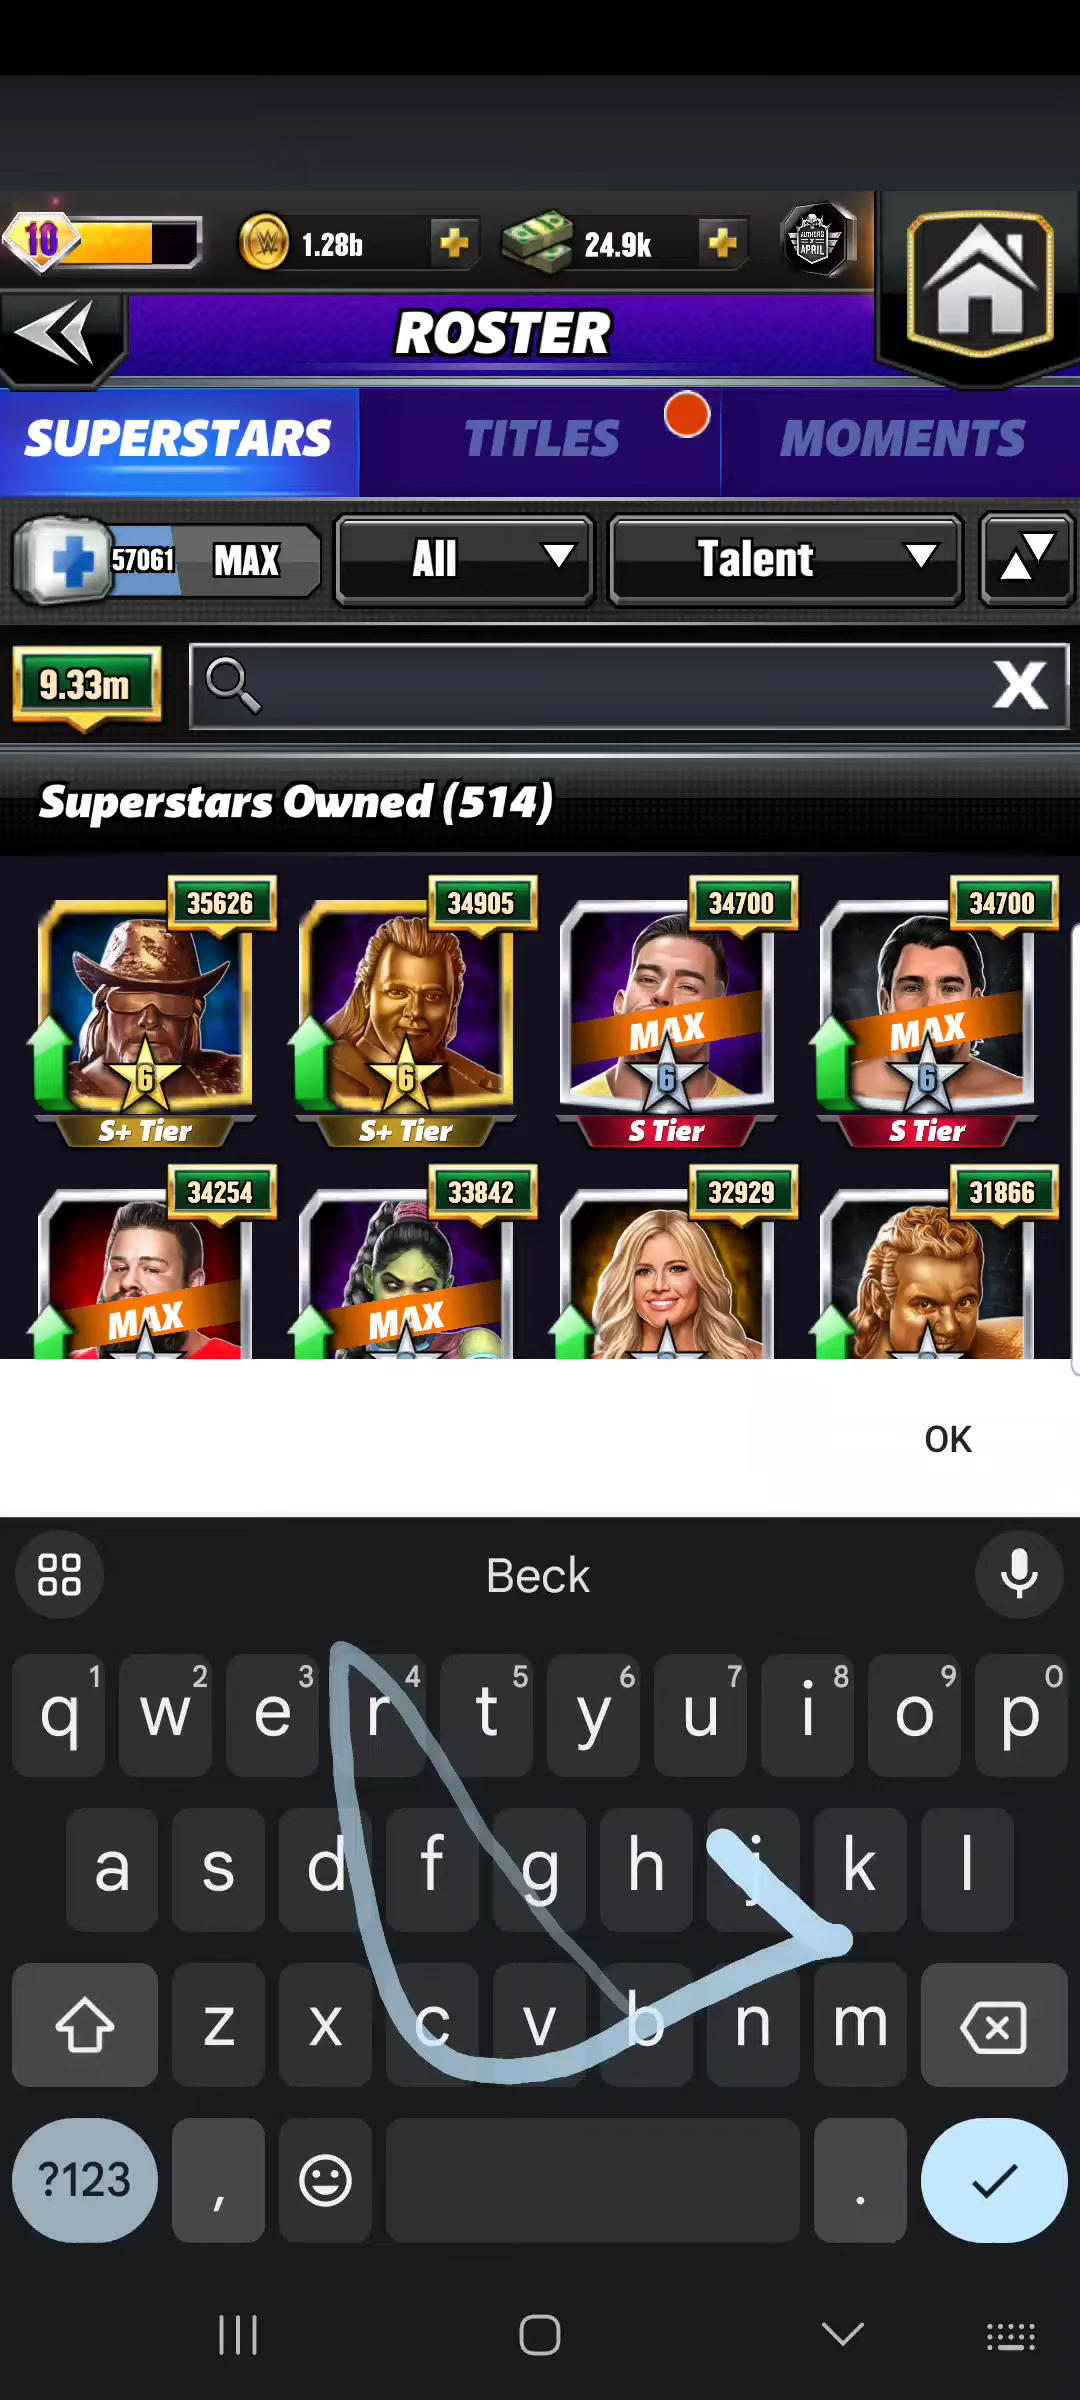 10 1.28b 24.9k AUTHORS OF APRIL
ROSTER
SUPERSTARS TITLES MOMENTS
57061 MAX All Talent
9.33m X
Superstars Owned (514)
35626 34905 34700 34700
MAX MAX
6 6 6 6
S+ Tier S+ Tier S Tier S Tier
34254 33842 32929 31866
MAX MAX
OK
Beck
1 2 3 4 5 6 7 8 9 0
q w e r t y u i o p
a s d f g h j k l
z x c v b n m
?123 , .